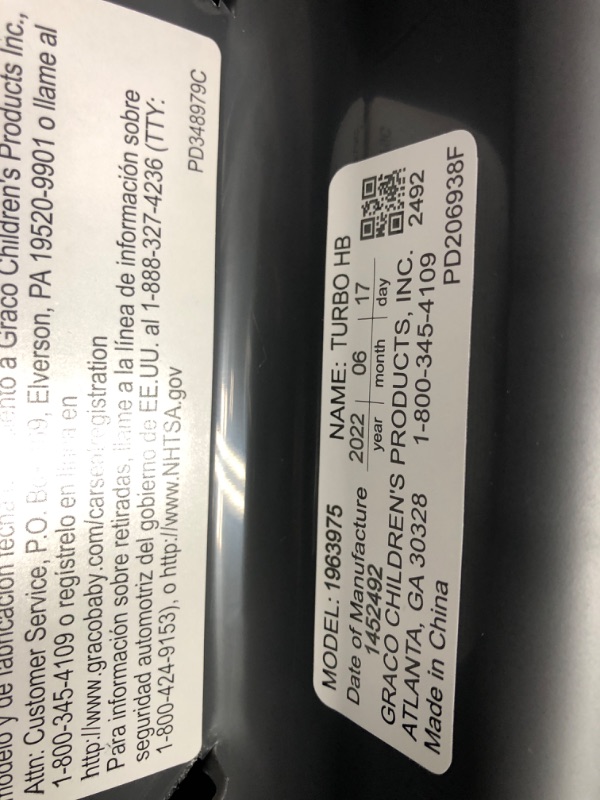 modelo y de fabricación a Graco Children's Products Inc.,
Attn: Customer Service, P.O. Elverson, PA 19520-9901 o llame al
1-800-345-4109 o regístrelo en en
http://www.gracobaby.com/carseatregistration
Para información sobre retiradas, llame a la línea de información sobre
seguridad automotriz del gobierno de EE.UU. al 1-888-327-4236 (TTY:
1-800-424-9153), o http://www.NHTSA.gov
PD348979C
MODEL: 1963975 NAME: TURBO HB
Date of Manufacture 2022 06 17
1452492 year month day 2492
GRACO CHILDREN'S PRODUCTS, INC.
ATLANTA, GA 30328 1-800-345-4109
Made in China PD206938F